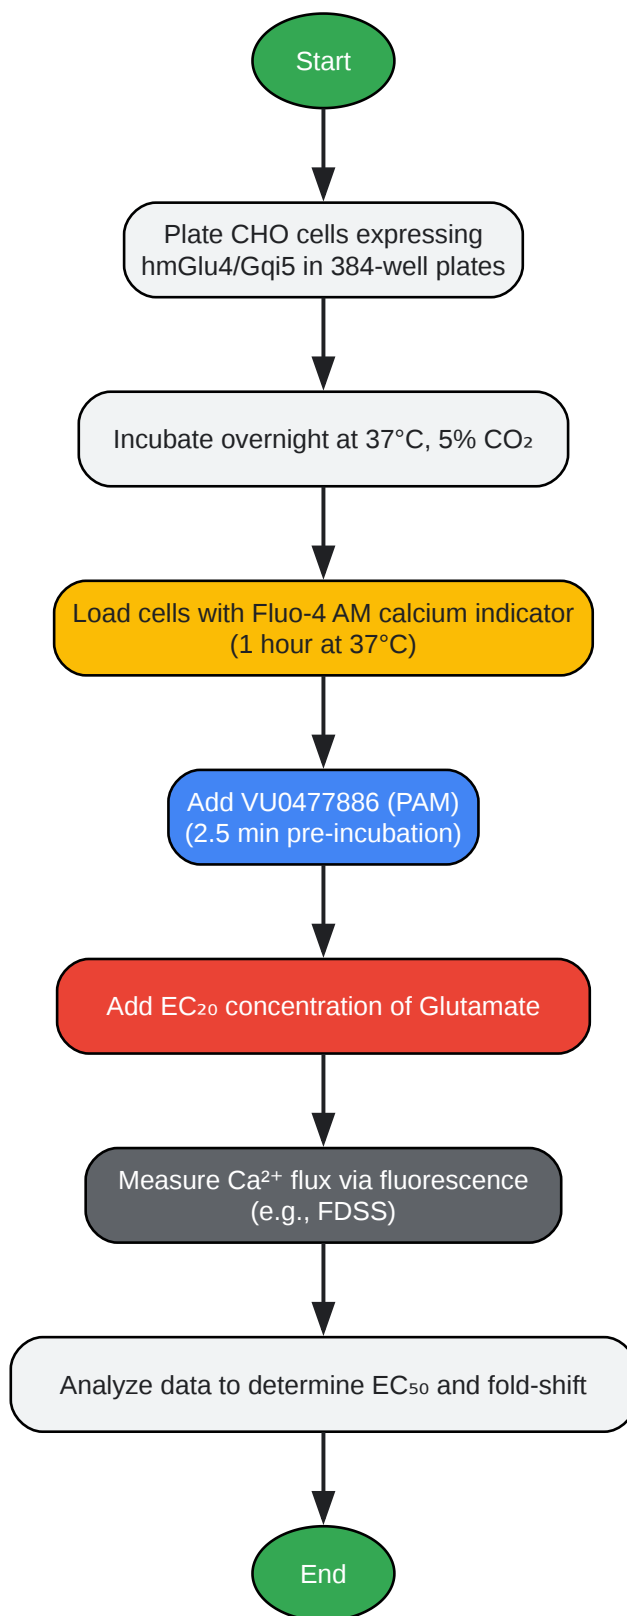 Start
Plate CHO cells expressing
hmGlu4/Gqi5 in 384-well plates
Incubate overnight at 37°C, 5% CO₂
Load cells with Fluo-4 AM calcium indicator
(1 hour at 37°C)
Add VU0477886 (PAM)
(2.5 min pre-incubation)
Add EC₂₀ concentration of Glutamate
Measure Ca²⁺ flux via fluorescence
(e.g., FDSS)
Analyze data to determine EC₅₀ and fold-shift
End